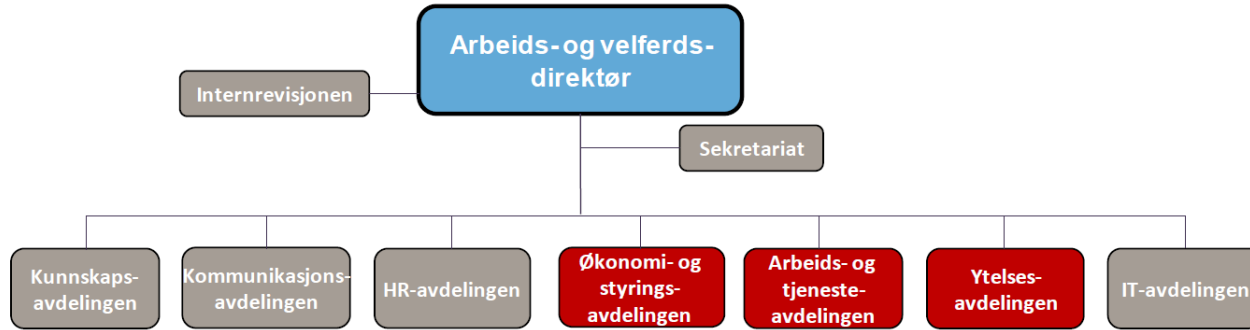 Arbeids- og velferds-
direktør
Internrevisjonen
Sekretariat
Kunnskaps-
avdelingen
Kommunikasjons-
avdelingen
HR-avdelingen
Økonomi- og
styrings-
avdelingen
Arbeids- og
tjeneste-
avdelingen
Ytelses-
avdelingen
IT-avdelingen